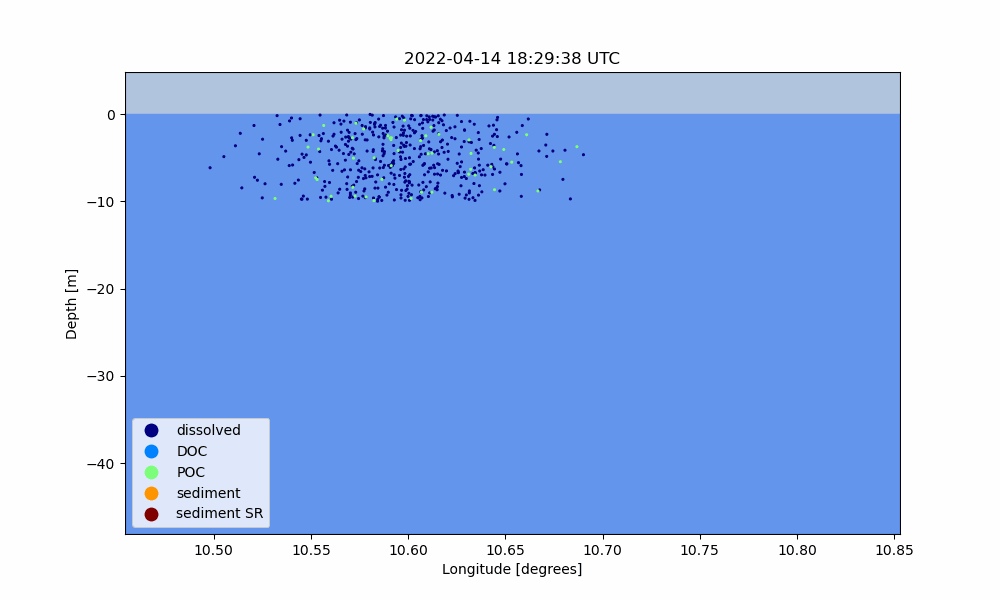 2022-04-14 18:29:38 UTC
0
−10
−20
−30
−40
Depth [m]
dissolved
DOC
POC
sediment
sediment SR
10.50 10.55 10.60 10.65 10.70 10.75 10.80 10.85
Longitude [degrees]